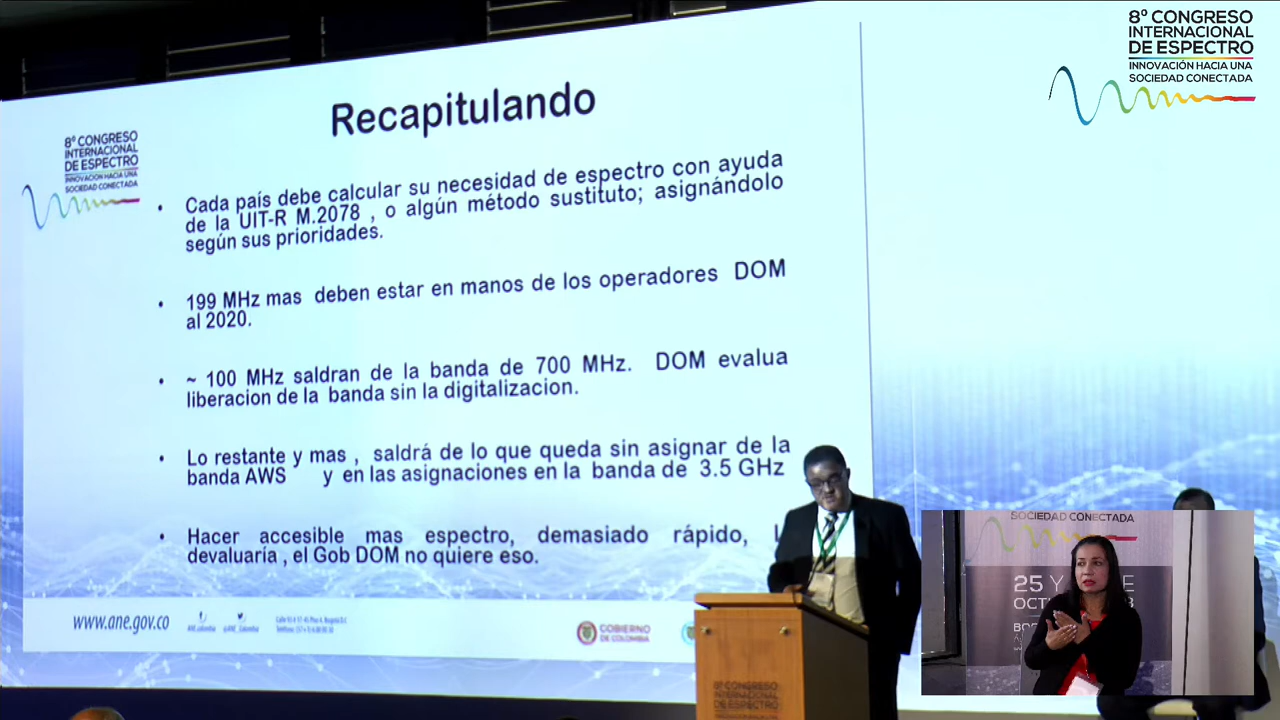 8º CONGRESO
INTERNACIONAL
DE ESPECTRO
INNOVACIÓN HACIA UNA
SOCIEDAD CONECTADA
Recapitulando
8º CONGRESO
INTERNACIONAL
DE ESPECTRO
INNOVACIÓN HACIA UNA
SOCIEDAD CONECTADA
• Cada país debe calcular su necesidad de espectro con ayuda
de la UIT-R M.2078 , o algún método sustituto; asignándolo
según sus prioridades.
• 199 MHz mas deben estar en manos de los operadores DOM
al 2020.
• ~ 100 MHz saldran de la banda de 700 MHz. DOM evalua
liberacion de la banda sin la digitalizacion.
• Lo restante y mas , saldrá de lo que queda sin asignar de la
banda AWS y en las asignaciones en la banda de 3.5 GHz
• Hacer accesible mas espectro, demasiado rápido,
devaluaría , el Gob DOM no quiere eso.
www.ane.gov.co
GOBIERNO
DE COLOMBIA
8º CONGRESO
INTERNACIONAL
DE ESPECTRO
SOCIEDAD CONECTADA
25 Y
OCT